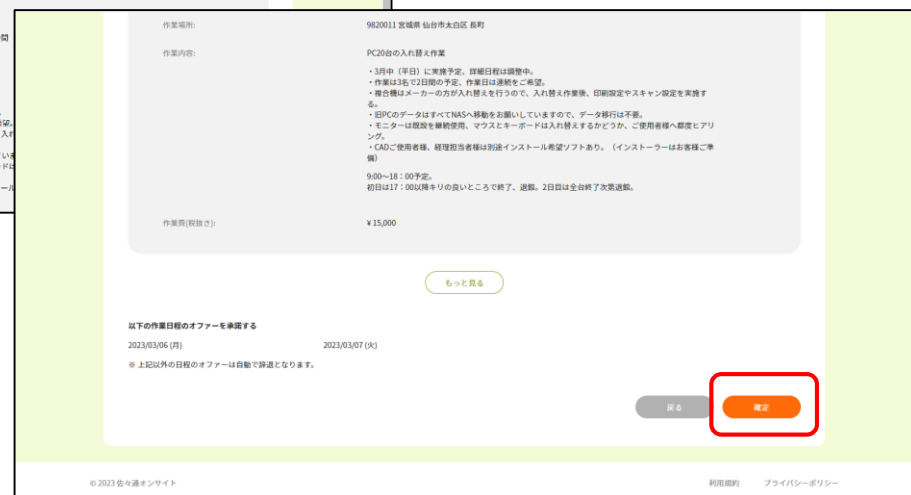 間
希望。
入れ
いま
ドに
ール
作業場所:
9820011 宮城県 仙台市太白区 長町
作業内容:
PC20台の入れ替え作業
・3月中（平日）に実施予定、詳細日程は調整中。
・作業は3名で2日間の予定、作業日は連続をご希望。
・複合機はメーカーの方が入れ替えを行うので、入れ替え作業後、印刷設定やスキャン設定を実施す
る。
・旧PCのデータはすべてNASへ移動をお願いしていますので、データ移行は不要。
・モニターは既設を継続使用、マウスとキーボードは入れ替えするかどうか、ご使用者様へ都度ヒアリ
ング。
・CADご使用者様、経理担当者様は別途インストール希望ソフトあり。（インストーラーはお客様ご準
備）
9:00～18：00予定。
初日は17：00以降キリの良いところで終了、退館。2日目は全台終了次第退館。
作業費(税抜き):
¥ 15,000
もっと見る
以下の作業日程のオファーを承諾する
2023/03/06 (月)
2023/03/07 (火)
※ 上記以外の日程のオファーは自動で辞退となります。
戻る
確定
© 2023 佐々通オンサイト
利用規約
プライバシーポリシー